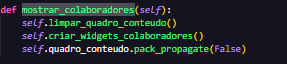 def mostrar_colaboradores(self):
    self.limpar_quadro_conteudo()
    self.criar_widgets_colaboradores()
    self.quadro_conteudo.pack_propagate(False)